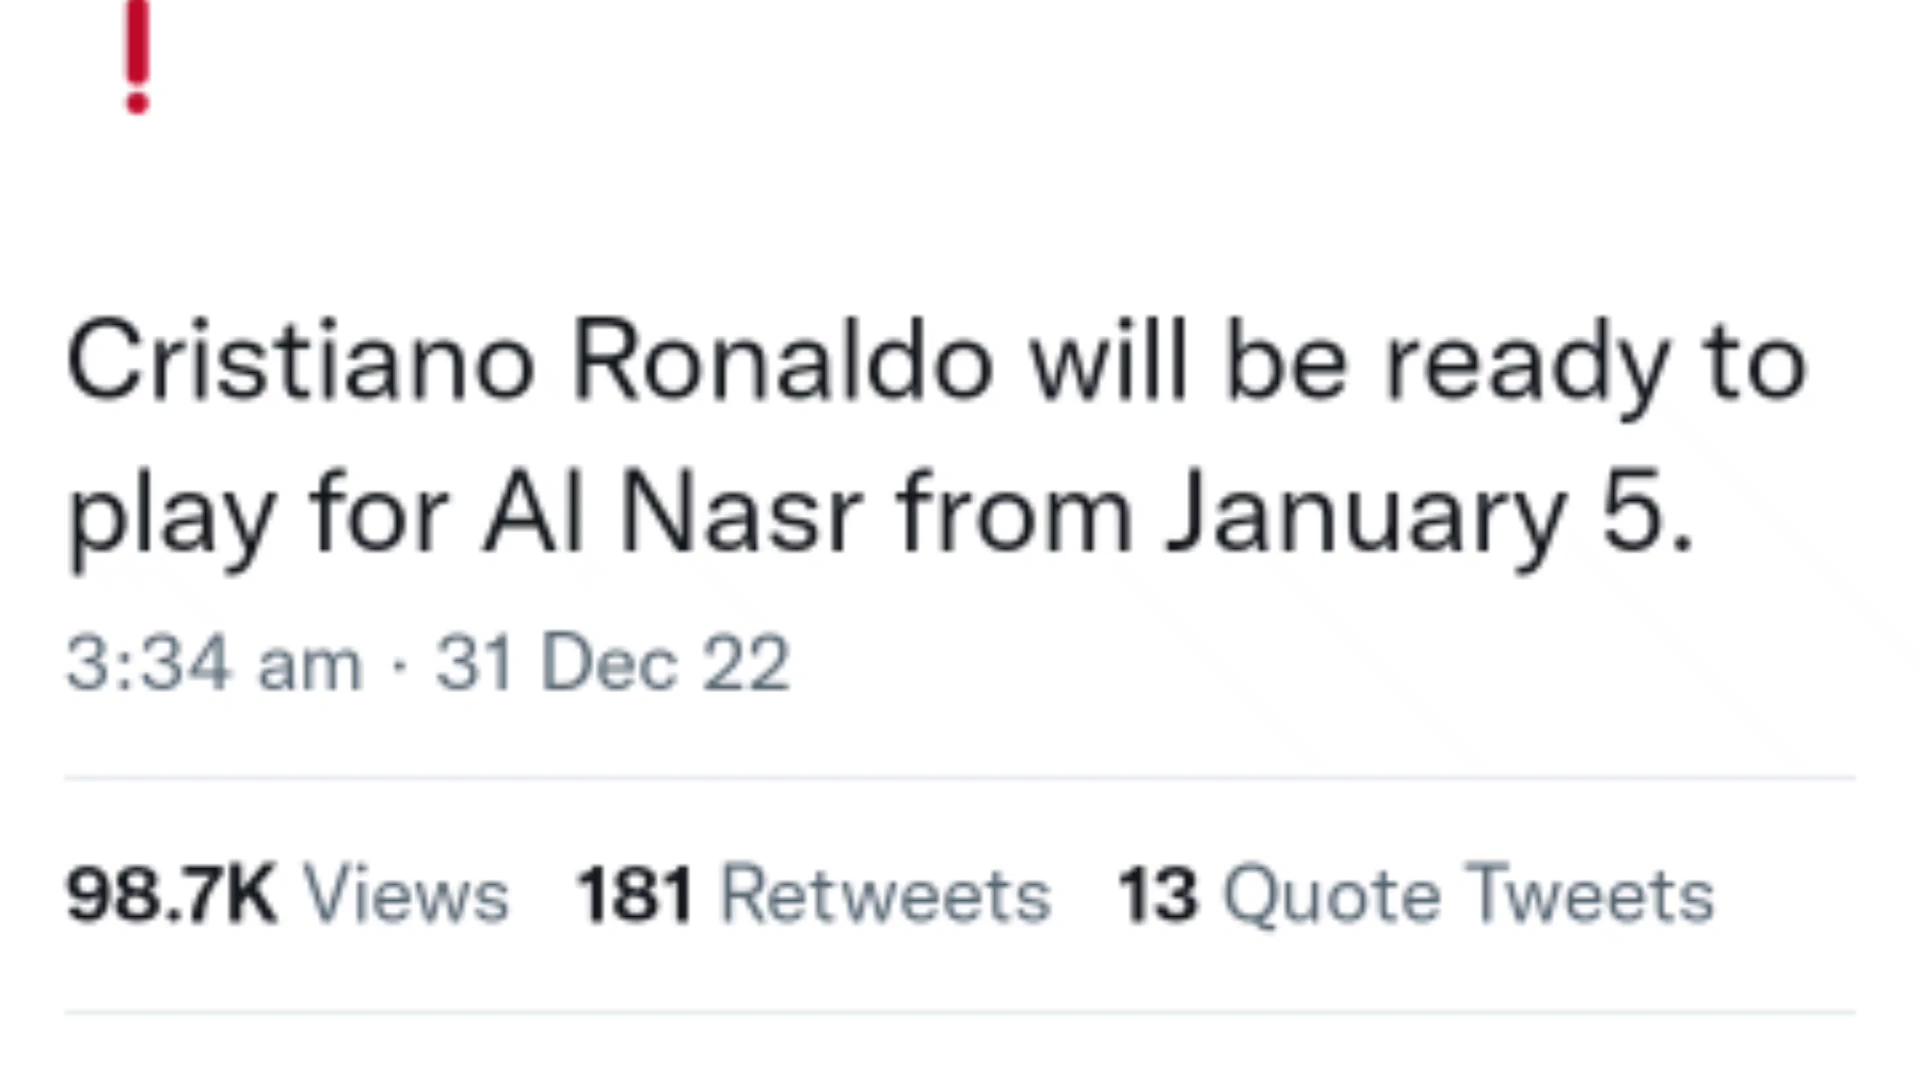 ❗
Cristiano Ronaldo will be ready to
play for Al Nasr from January 5.
3:34 am · 31 Dec 22
98.7K Views 181 Retweets 13 Quote Tweets